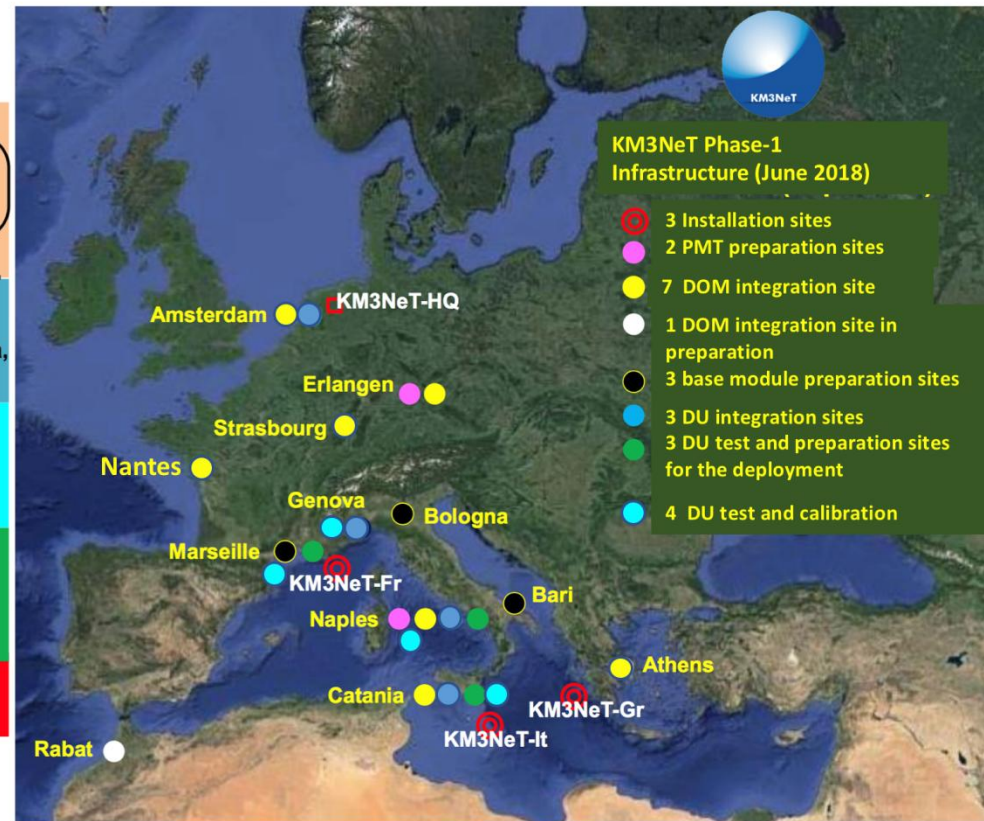 KM3NeT
KM3NeT Phase-1
Infrastructure (June 2018)
3 Installation sites
2 PMT preparation sites
7 DOM integration site
1 DOM integration site in
preparation
3 base module preparation sites
3 DU integration sites
3 DU test and preparation sites
for the deployment
4 DU test and calibration
KM3NeT-HQ
Amsterdam
Erlangen
Strasbourg
Nantes
Genova
Bologna
Marseille
KM3NeT-Fr
Bari
Naples
Athens
Catania
KM3NeT-Gr
KM3NeT-It
Rabat